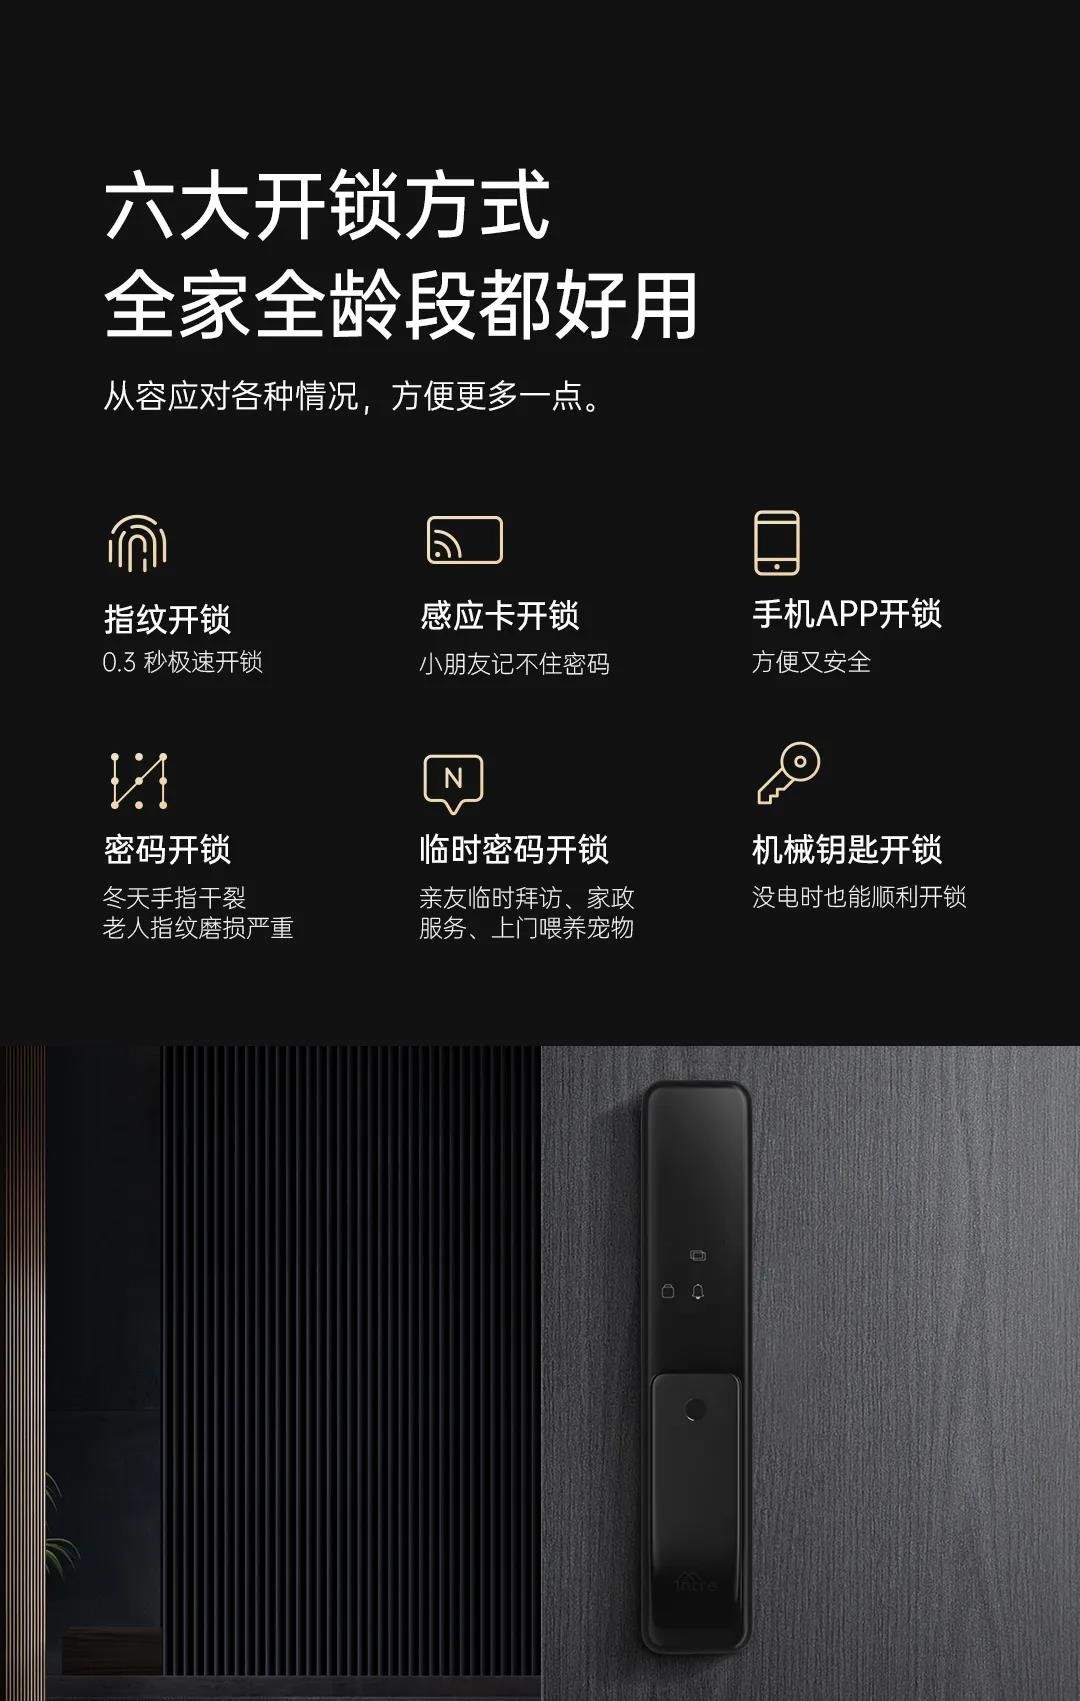 六大开锁方式
全家全龄段都好用
从容应对各种情况，方便更多一点。
指纹开锁
0.3 秒极速开锁
感应卡开锁
小朋友记不住密码
手机APP开锁
方便又安全
密码开锁
冬天手指干裂
老人指纹磨损严重
N
临时密码开锁
亲友临时拜访、家政
服务、上门喂养宠物
机械钥匙开锁
没电时也能顺利开锁